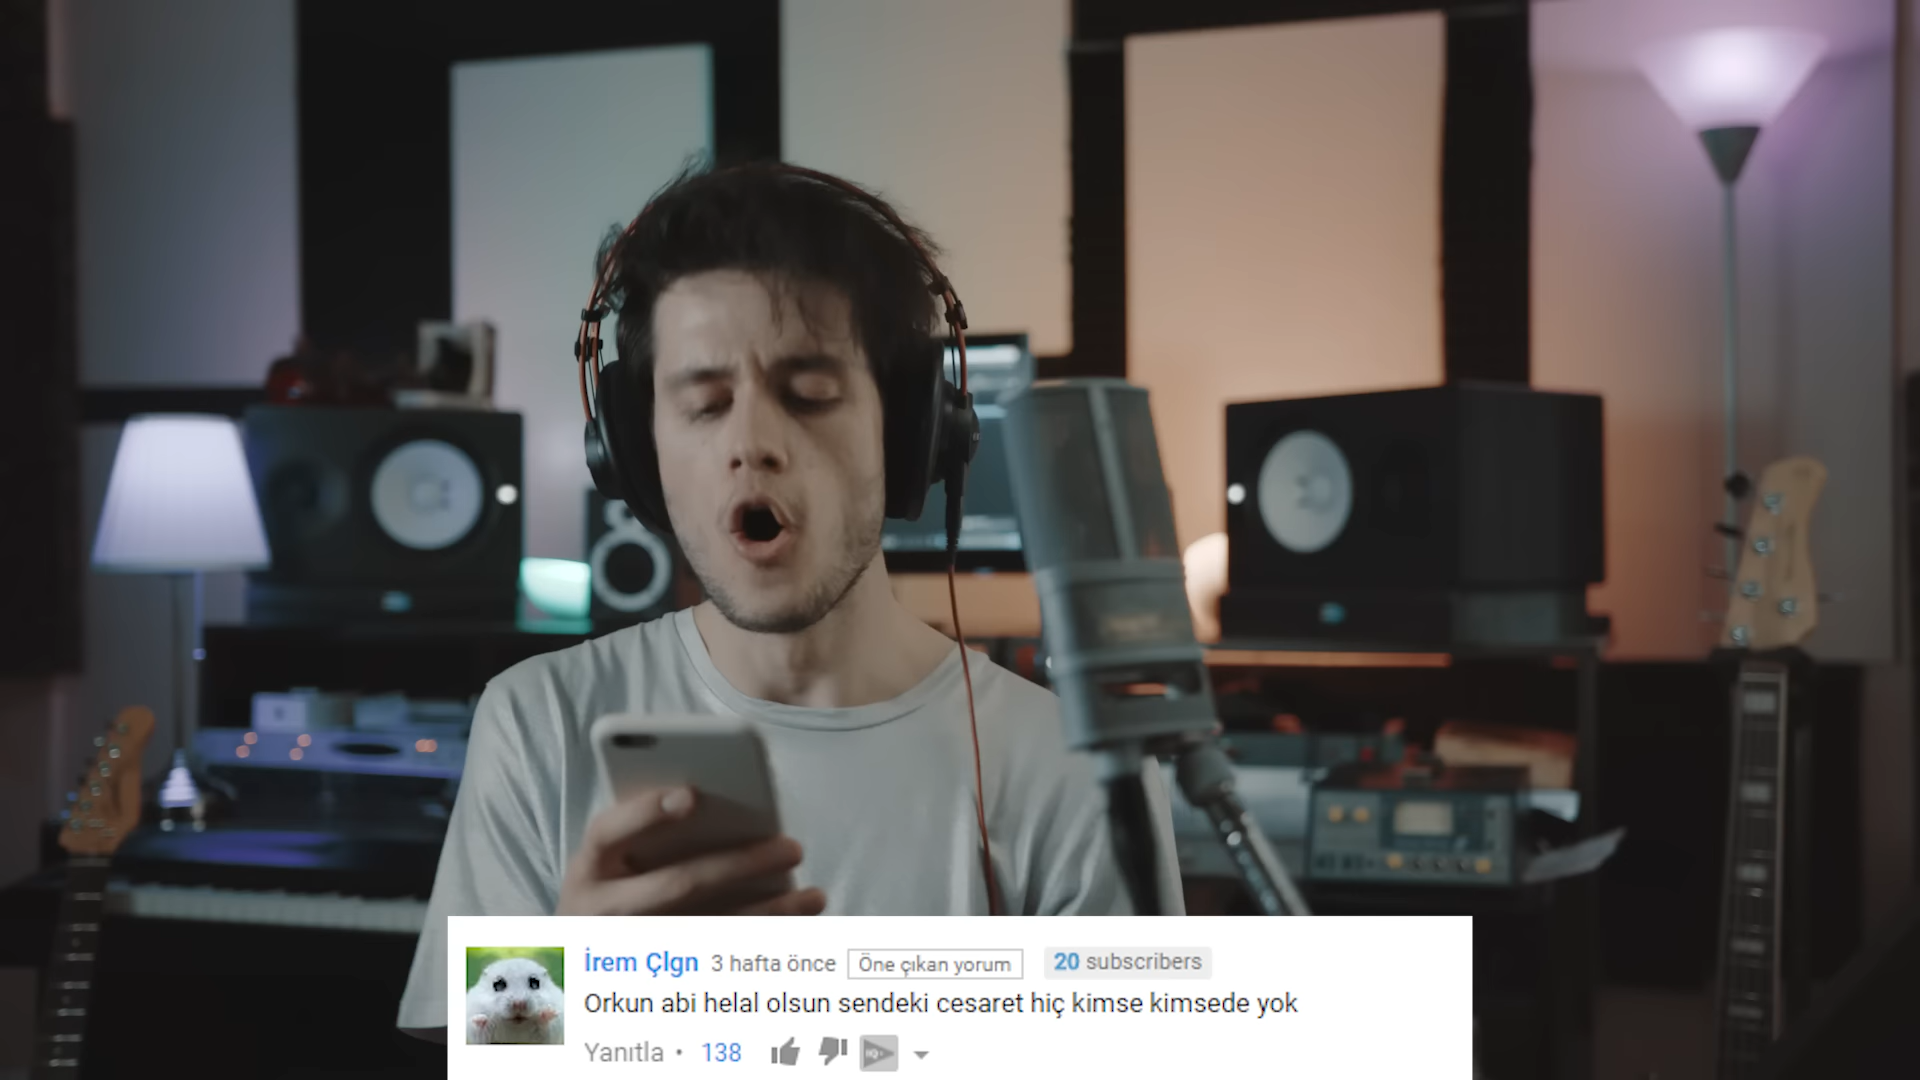 İrem Çlgn 3 hafta önce Öne çıkan yorum 20 subscribers
Orkun abi helal olsun sendeki cesaret hiç kimse kimsede yok
Yanıtla • 138